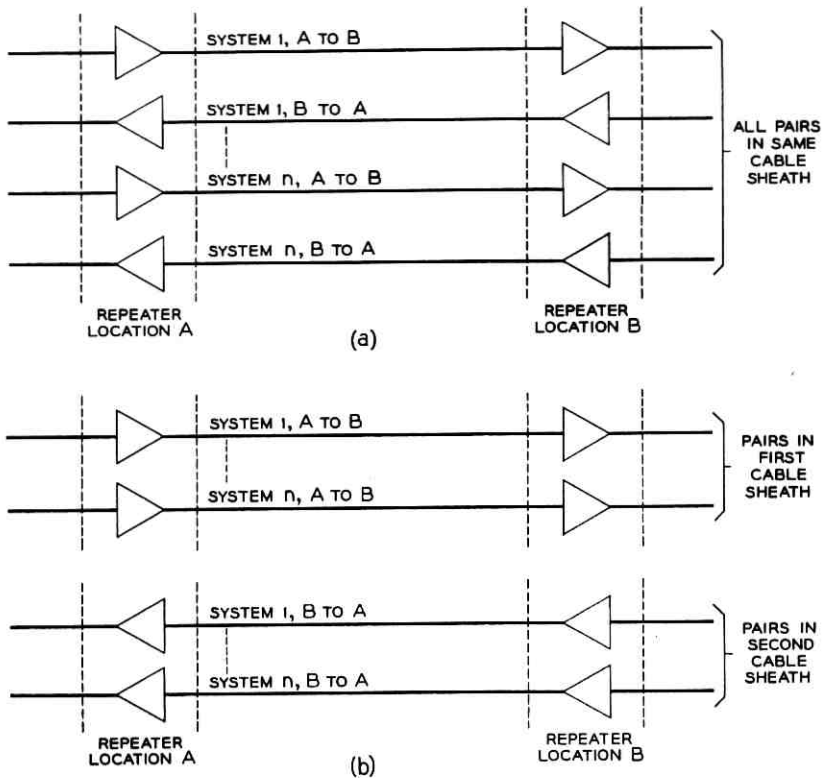 SYSTEM 1, A TO B
SYSTEM 1, B TO A
SYSTEM n, A TO B
SYSTEM n, B TO A
ALL PAIRS
IN SAME
CABLE
SHEATH
REPEATER
LOCATION A
REPEATER
LOCATION B
(a)
SYSTEM 1, A TO B
SYSTEM n, A TO B
PAIRS IN
FIRST
CABLE
SHEATH
SYSTEM 1, B TO A
SYSTEM n, B TO A
PAIRS IN
SECOND
CABLE
SHEATH
REPEATER
LOCATION A
REPEATER
LOCATION B
(b)